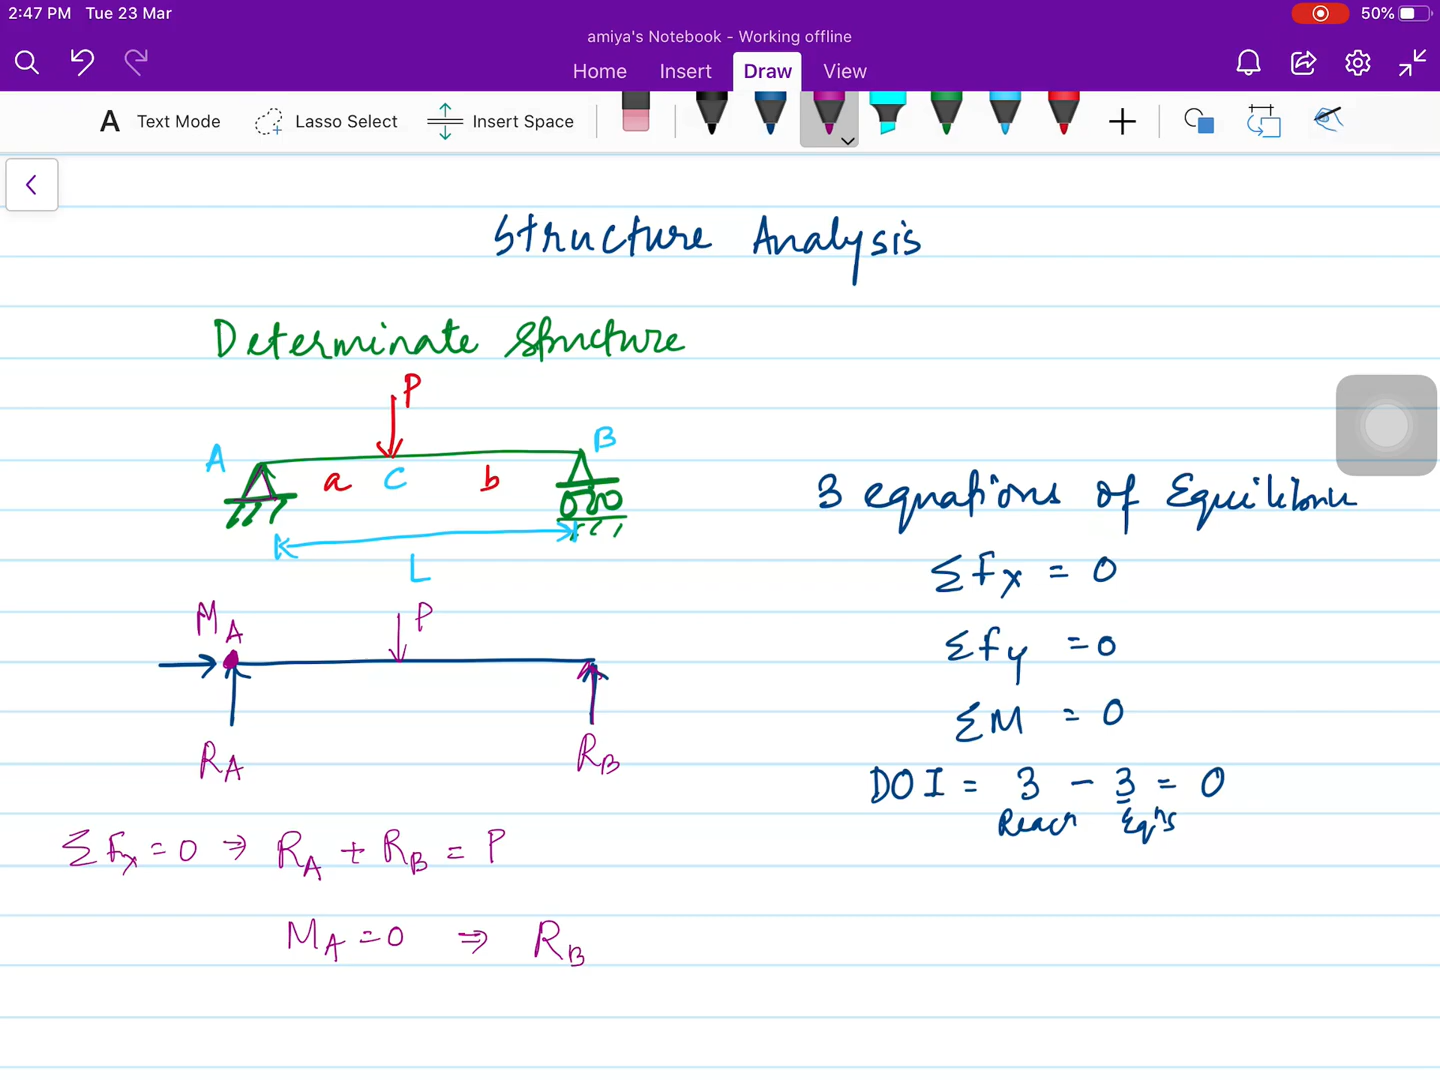 2:47 PM Tue 23 Mar
50%
amiya's Notebook - Working offline
Home Insert Draw View
A Text Mode Lasso Select Insert Space
Structure Analysis
Determinate Structure
P
A B
a C b
L
3 equations of Equilibrium
Σfx = 0
Σfy = 0
ΣM = 0
DOI = 3 - 3 = 0
Reacn Eqns
MA P
RA RB
ΣFx = 0 ⇒ RA + RB = P
MA = 0 ⇒ RB